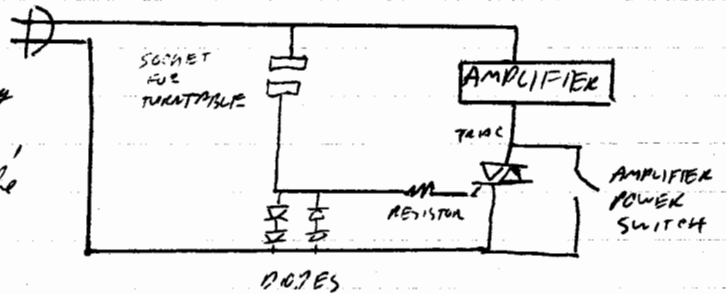 SOCKET
FOR
TURNTABLE
AMPLIFIER
TRIAC
RESISTOR
AMPLIFIER
POWER
SWITCH
DIODES